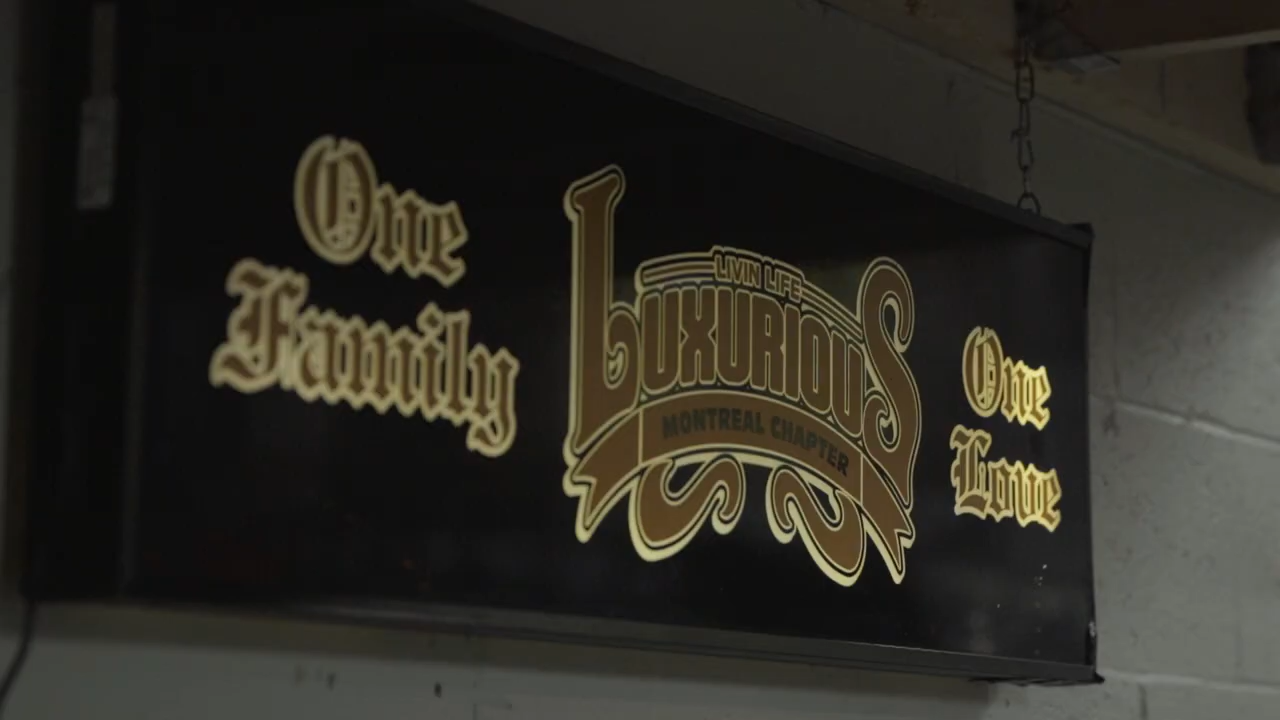 One
Family
LIVIN LIFE
LUXURIOUS
MONTREAL CHAPTER
One
Love